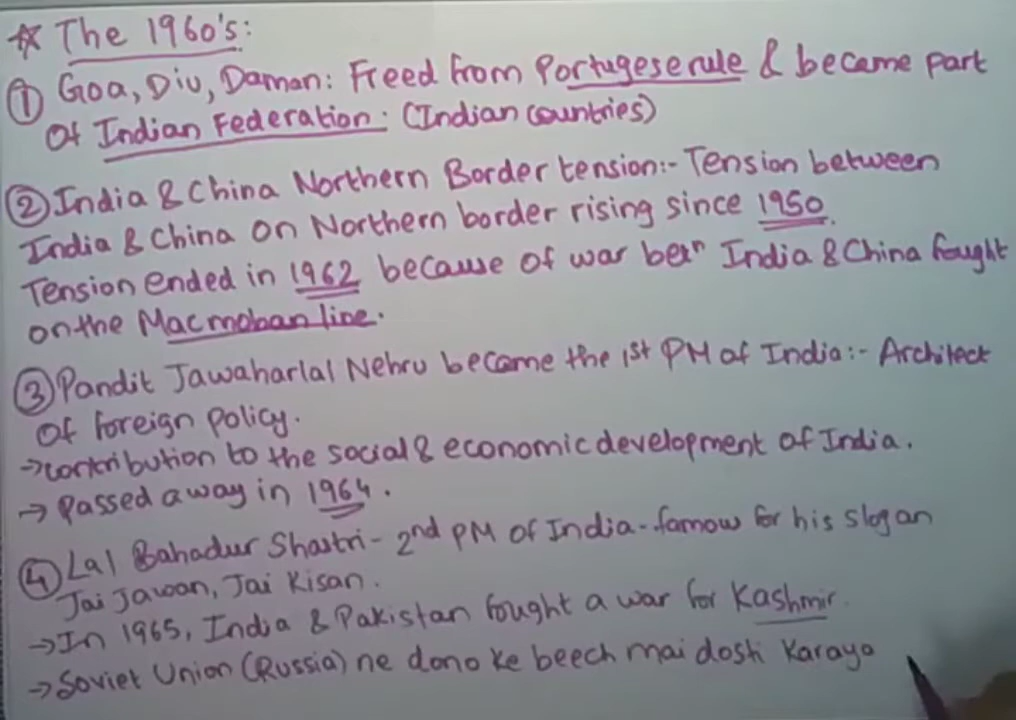 ☆ The 1960's:
① Goa, Diu, Daman: Freed from Portugese rule & became part
Of Indian Federation: (Indian Countries)
② India & China Northern Border tension:- Tension between
India & China On Northern border rising since 1950.
Tension ended in 1962 because of war betn India & China fought
on the Macmohan line.
③ Pandit Jawaharlal Nehru became the 1st PM of India:- Architect
Of foreign policy.
→ contribution to the social & economic development of India.
→ Passed away in 1964.
④ Lal Bahadur Shastri - 2nd PM of India - famous for his slogan
Jai Jawan, Jai Kisan.
→ In 1965, India & Pakistan fought a war for Kashmir.
→ Soviet Union (Russia) ne dono ke beech mai dosti Karayo